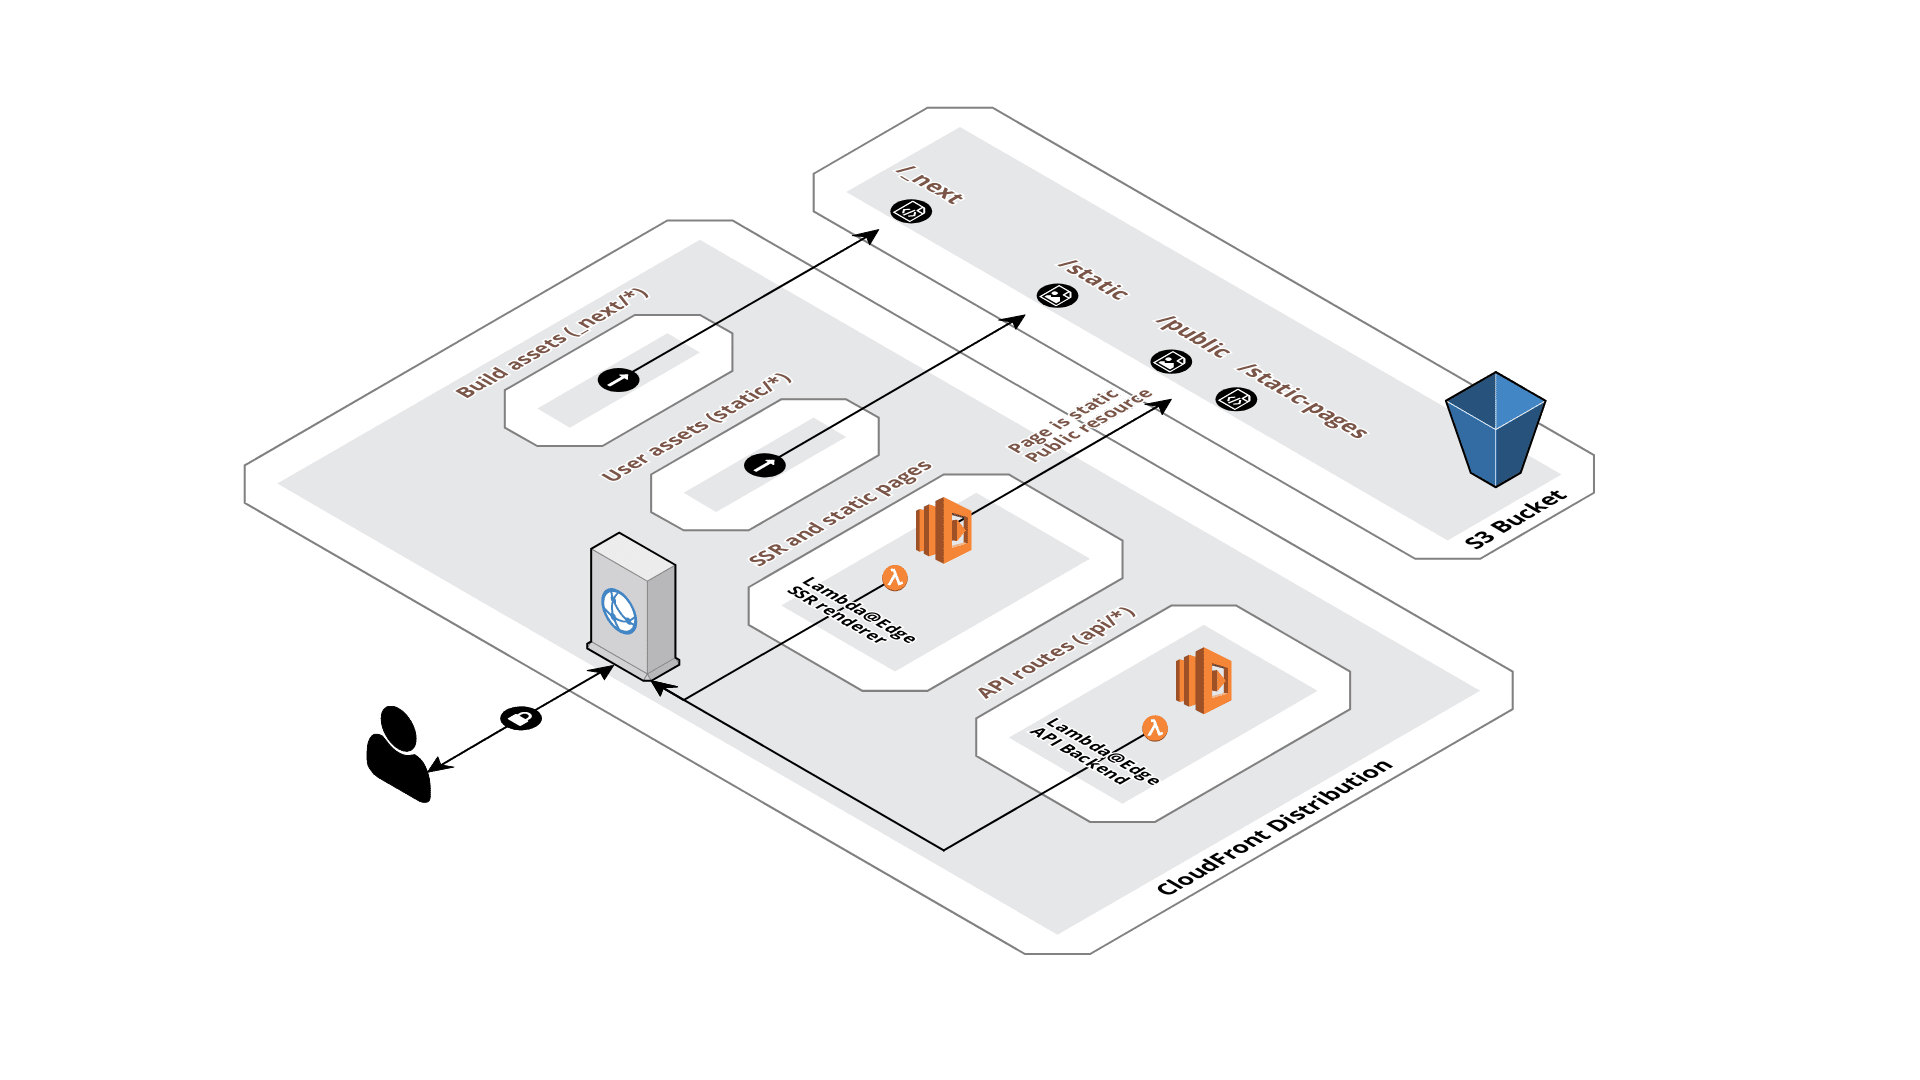 /_next
/static
/public
/static-pages
S3 Bucket
Build assets (_next/*)
User assets (static/*)
Page is static
Public resource
SSR and static pages
Lambda@Edge
SSR renderer
API routes (api/*)
Lambda@Edge
API Backend
CloudFront Distribution